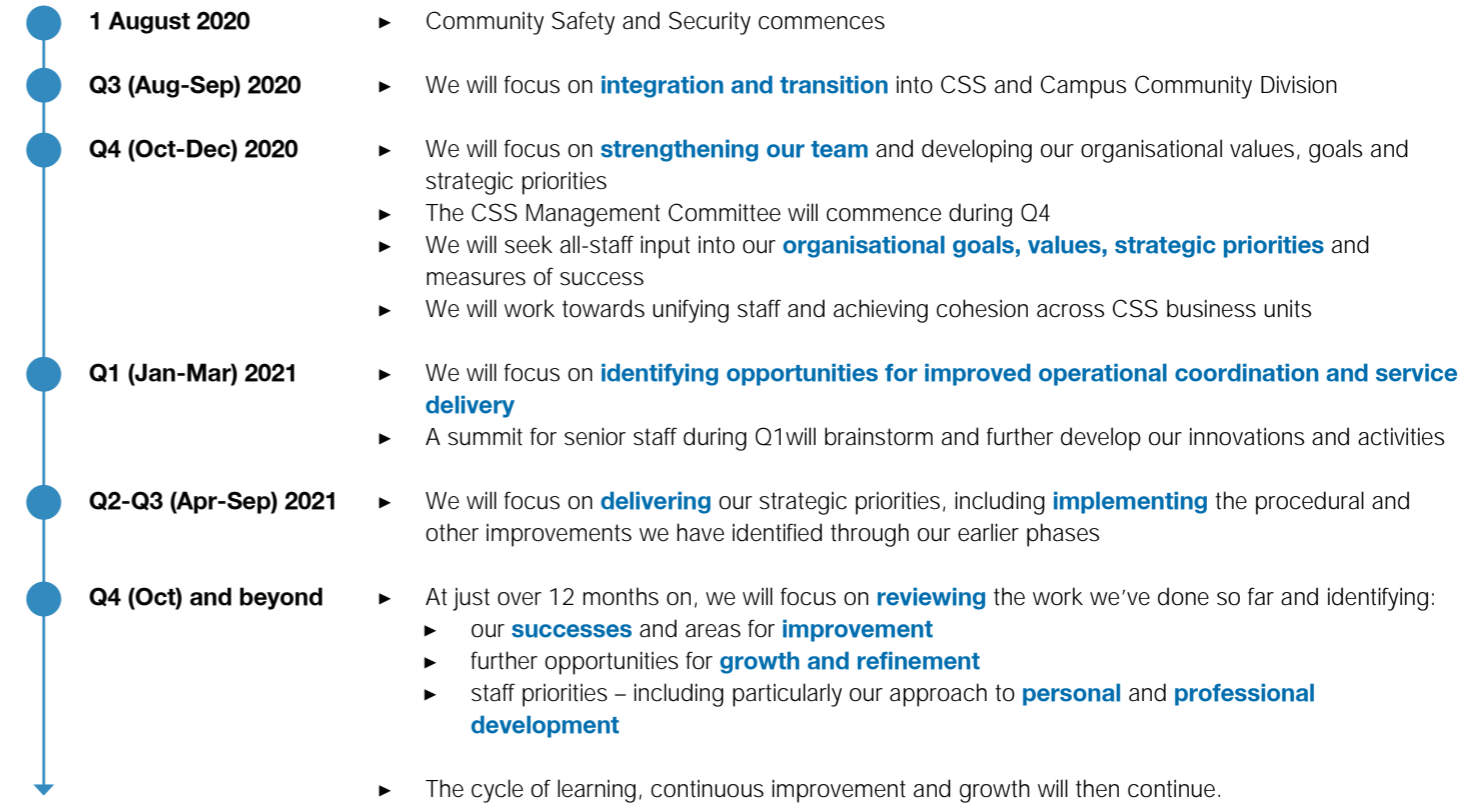 1 August 2020 ► Community Safety and Security commences
Q3 (Aug-Sep) 2020 ► We will focus on integration and transition into CSS and Campus Community Division
Q4 (Oct-Dec) 2020 ► We will focus on strengthening our team and developing our organisational values, goals and
strategic priorities
► The CSS Management Committee will commence during Q4
► We will seek all-staff input into our organisational goals, values, strategic priorities and
measures of success
► We will work towards unifying staff and achieving cohesion across CSS business units
Q1 (Jan-Mar) 2021 ► We will focus on identifying opportunities for improved operational coordination and service
delivery
► A summit for senior staff during Q1will brainstorm and further develop our innovations and activities
Q2-Q3 (Apr-Sep) 2021 ► We will focus on delivering our strategic priorities, including implementing the procedural and
other improvements we have identified through our earlier phases
Q4 (Oct) and beyond ► At just over 12 months on, we will focus on reviewing the work we've done so far and identifying:
► our successes and areas for improvement
► further opportunities for growth and refinement
► staff priorities – including particularly our approach to personal and professional
development
► The cycle of learning, continuous improvement and growth will then continue.